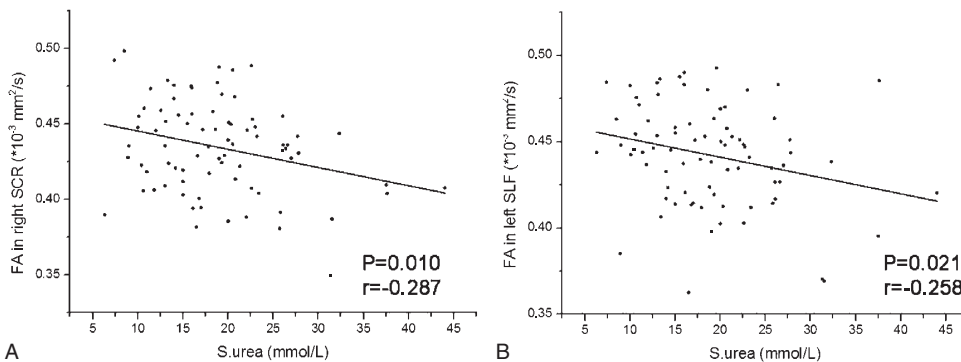 0.50
0.45
0.40
0.35
FA in right SCR (*10⁻³ mm²/s)
P=0.010
r=-0.287
5 10 15 20 25 30 35 40 45
S.urea (mmol/L)
A
0.50
0.45
0.40
0.35
FA in left SLF (*10⁻³ mm²/s)
P=0.021
r=-0.258
5 10 15 20 25 30 35 40 45
S.urea (mmol/L)
B